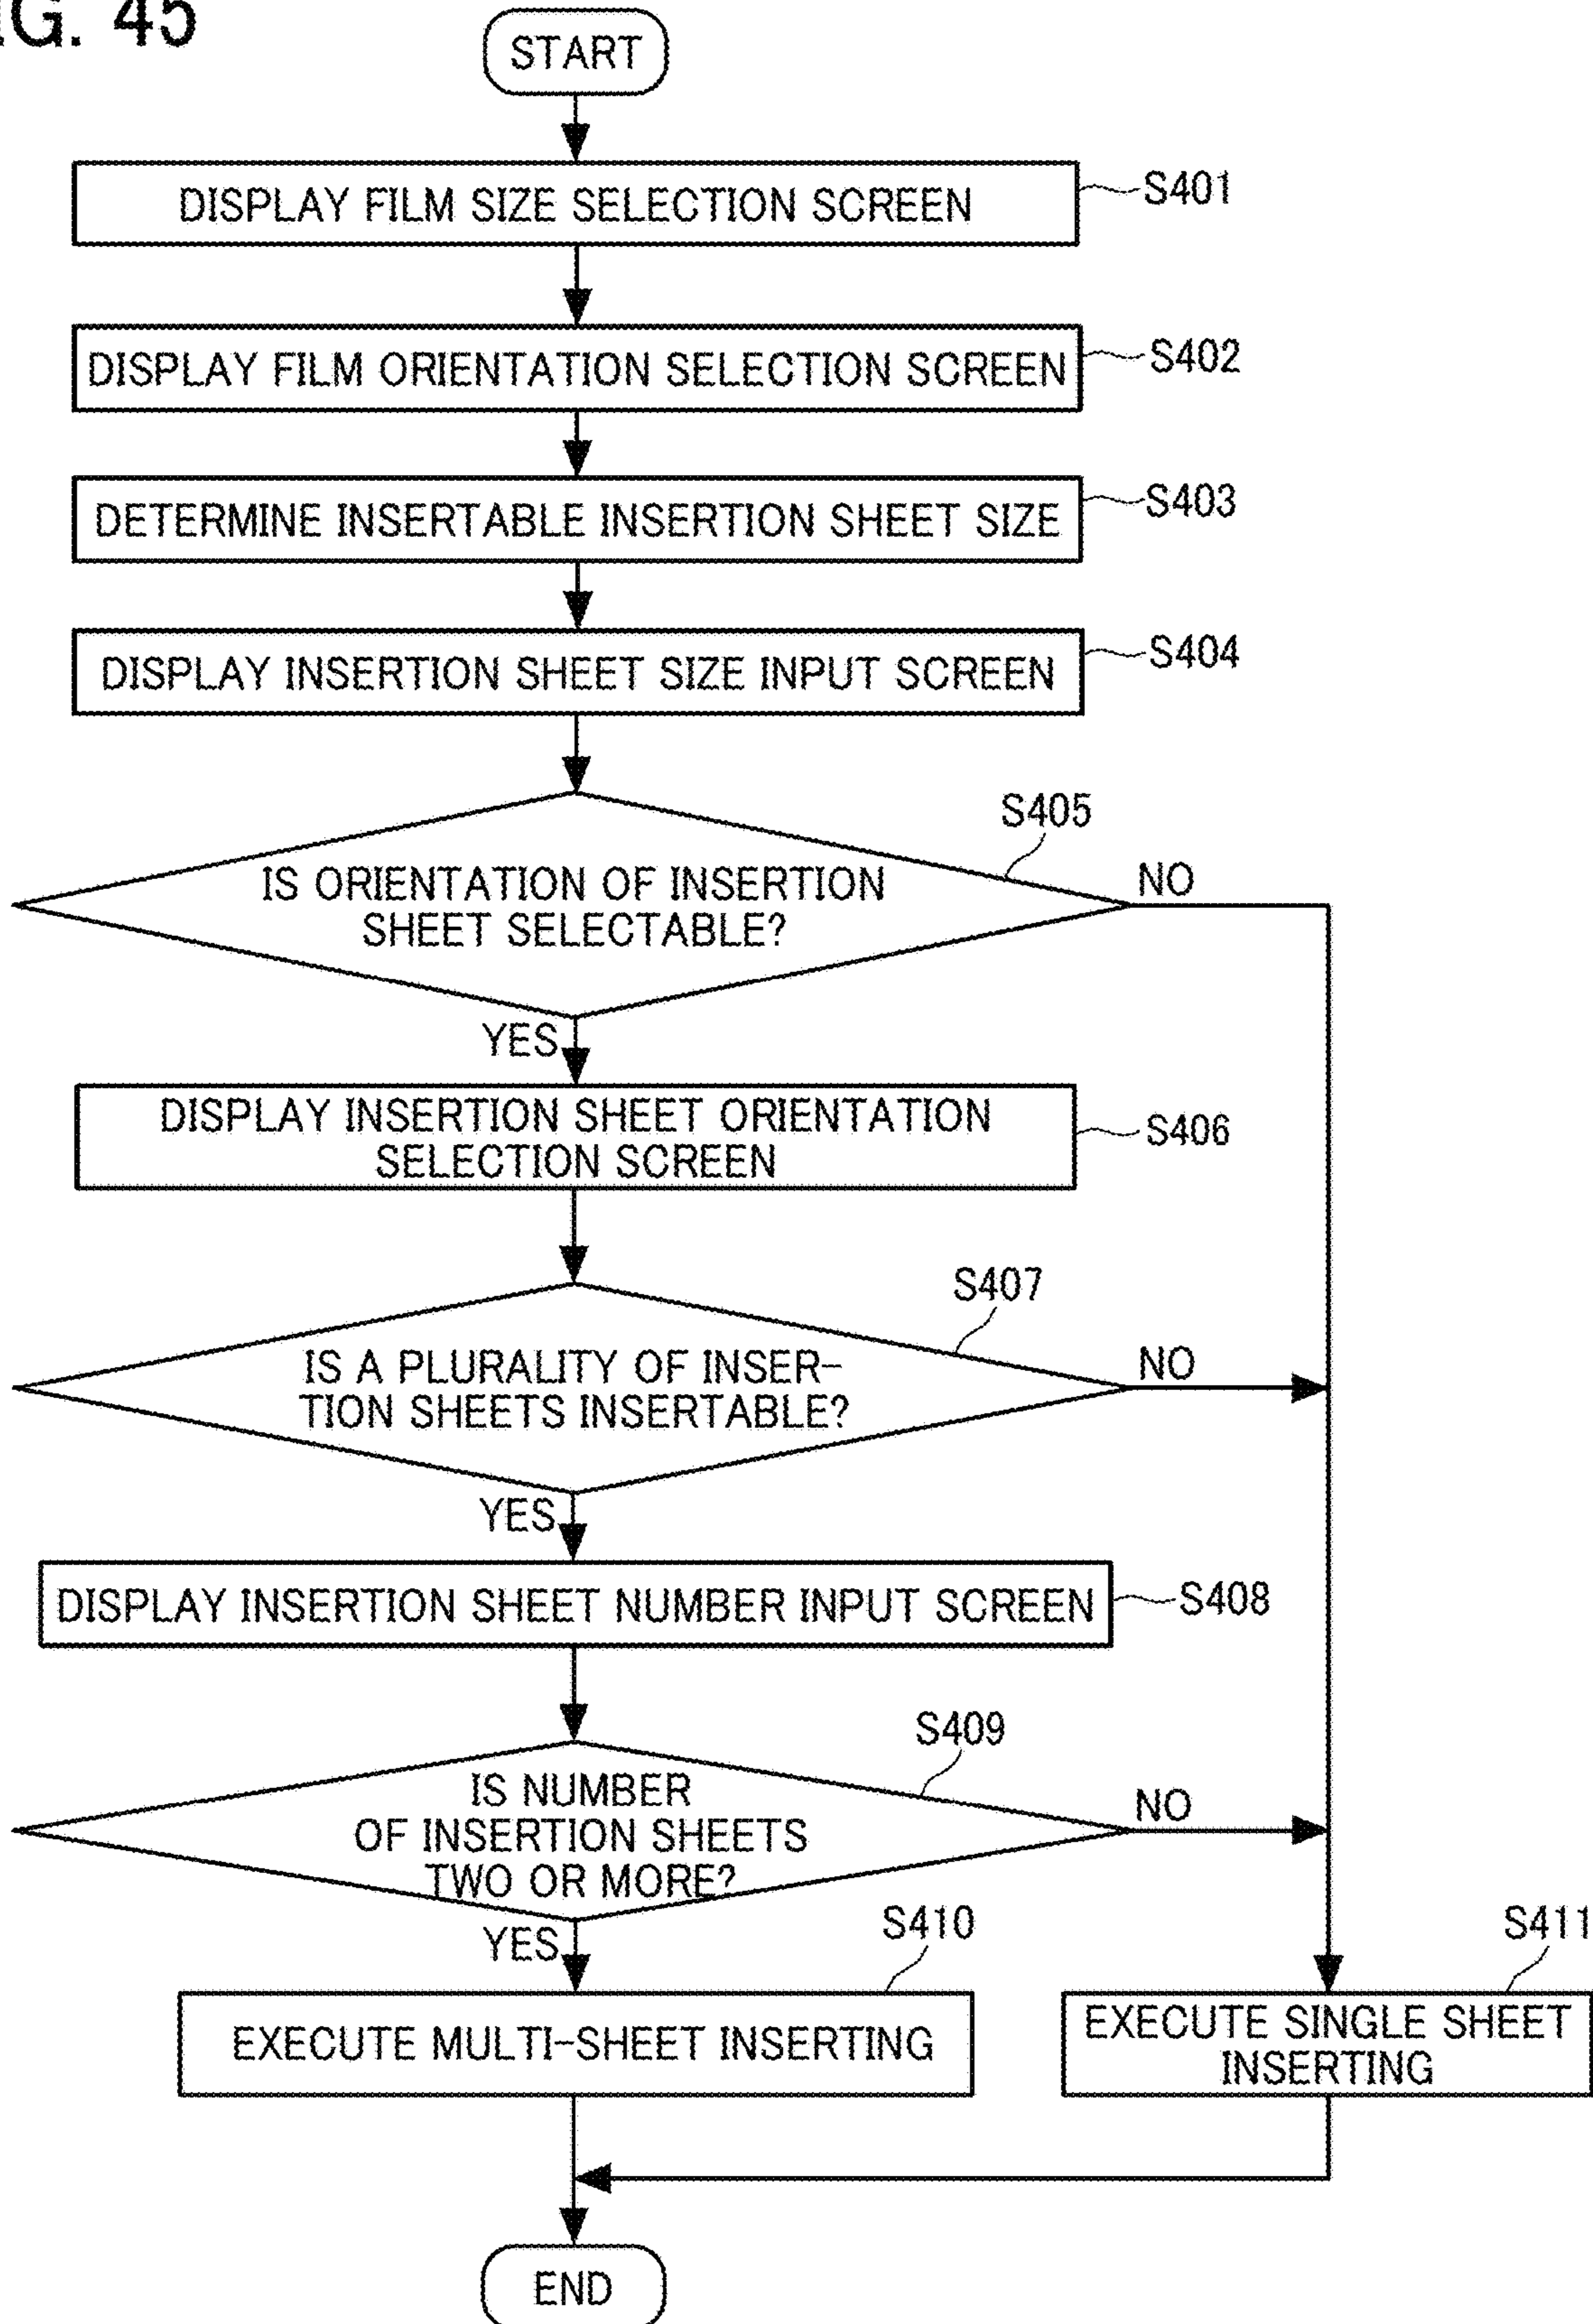 G. 45
START
DISPLAY FILM SIZE SELECTION SCREEN
S401
DISPLAY FILM ORIENTATION SELECTION SCREEN
S402
DETERMINE INSERTABLE INSERTION SHEET SIZE
S403
DISPLAY INSERTION SHEET SIZE INPUT SCREEN
S404
S405
IS ORIENTATION OF INSERTION
SHEET SELECTABLE?
NO
YES
DISPLAY INSERTION SHEET ORIENTATION
SELECTION SCREEN
S406
S407
IS A PLURALITY OF INSER-
TION SHEETS INSERTABLE?
NO
YES
DISPLAY INSERTION SHEET NUMBER INPUT SCREEN
S408
S409
IS NUMBER
OF INSERTION SHEETS
TWO OR MORE?
NO
YES
S410
EXECUTE MULTI-SHEET INSERTING
S411
EXECUTE SINGLE SHEET
INSERTING
END